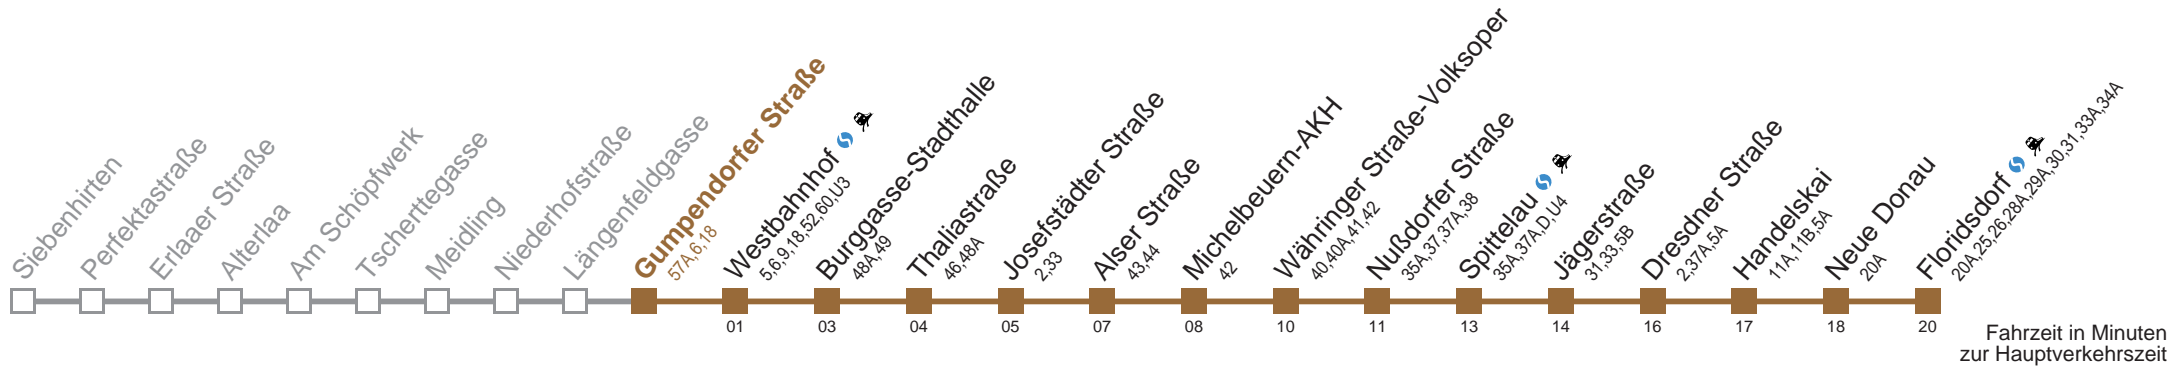 Siebenhirten
Perfektastraße
Erlaaer Straße
Alterlaa
Am Schöpfwerk
Tscherttegasse
Meidling
Niederhofstraße
Längenfeldgasse
Gumpendorfer Straße
57A,6,18
Westbahnhof
5,6,9,18,52,60,U3
Burggasse-Stadthalle
48A,49
Thaliastraße
46,48A
Josefstädter Straße
2,33
Alser Straße
43,44
Michelbeuern-AKH
42
Währinger Straße-Volksoper
40,40A,41,42
Nußdorfer Straße
35A,37,37A,38
Spittelau
35A,37A,D,U4
Jägerstraße
31,33,5B
Dresdner Straße
2,37A,5A
Handelskai
11A,11B,5A
Neue Donau
20A
Floridsdorf
20A,25,26,28A,29A,30,31,33A,34A
01 03 04 05 07 08 10 11 13 14 16 17 18 20
Fahrzeit in Minuten
zur Hauptverkehrszeit